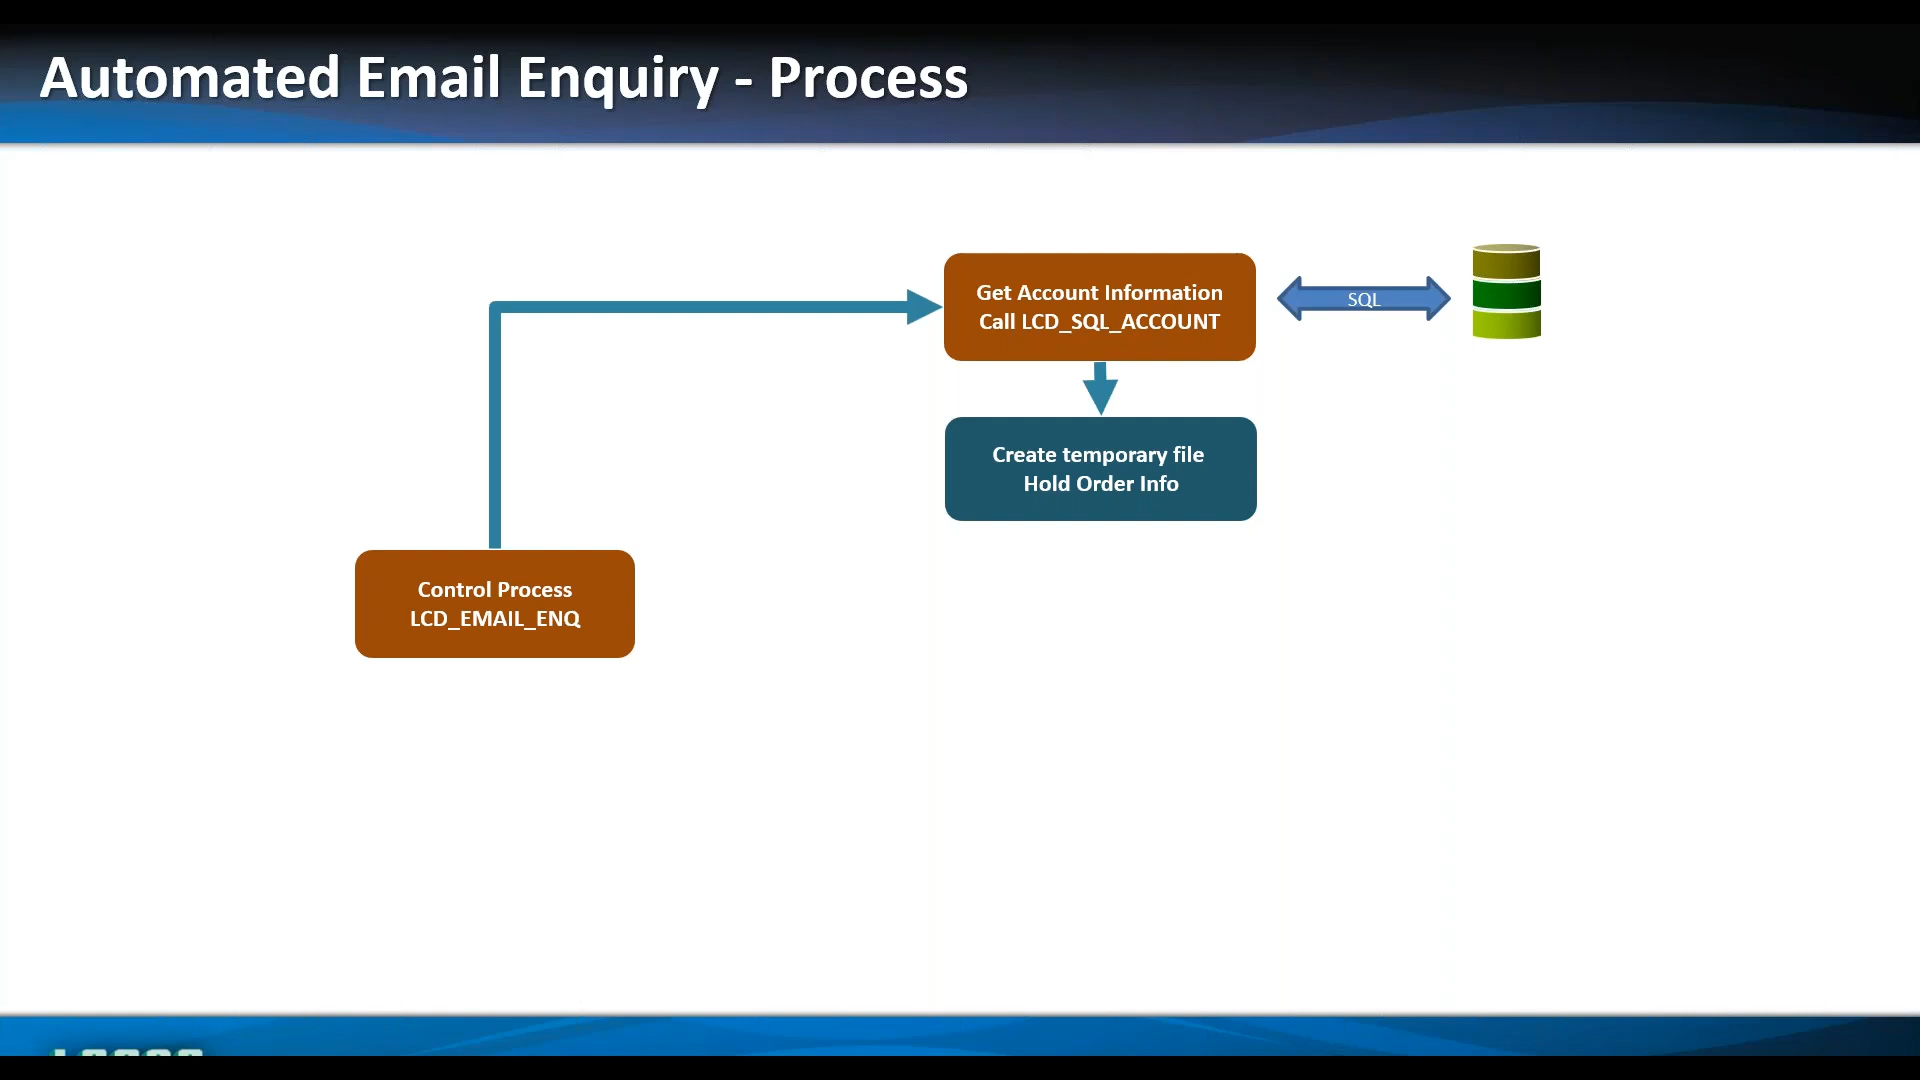 Automated Email Enquiry - Process
Get Account Information
Call LCD_SQL_ACCOUNT
SQL
Create temporary file
Hold Order Info
Control Process
LCD_EMAIL_ENQ